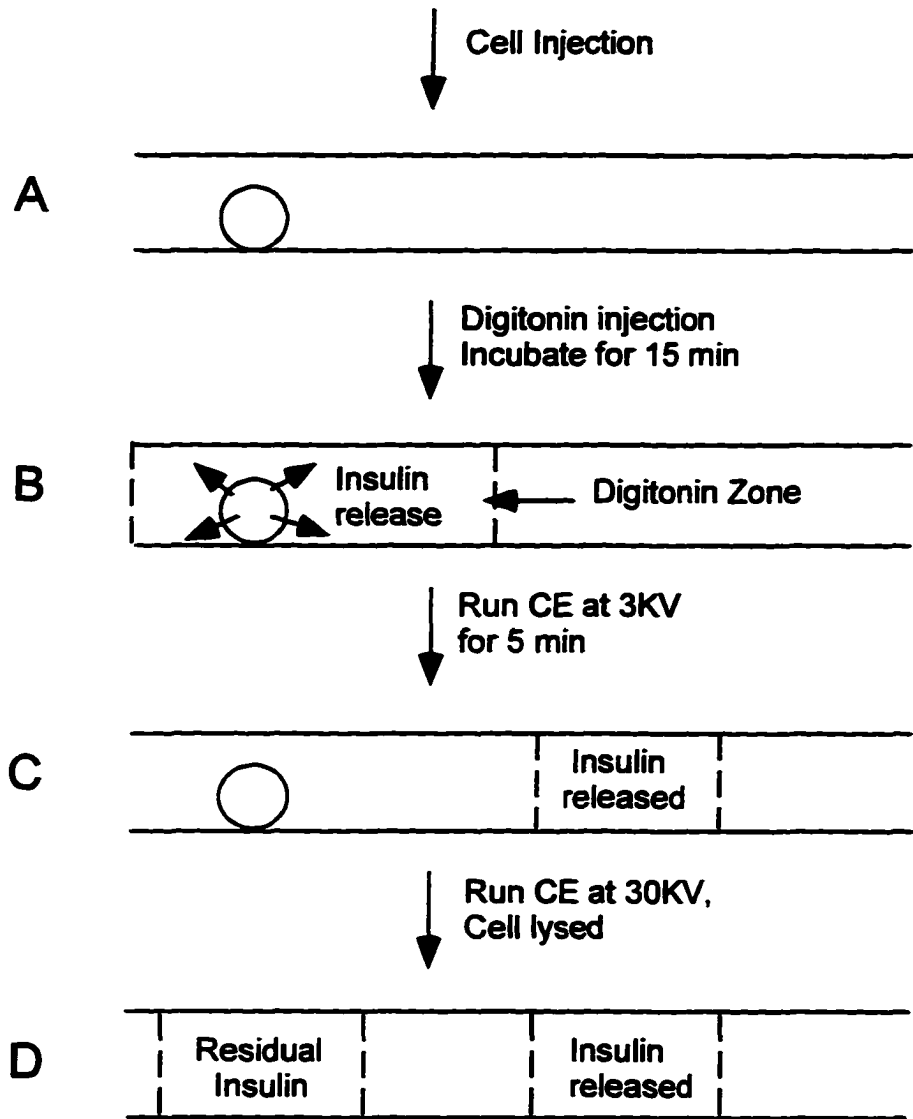 Cell Injection
A
Digitonin injection
Incubate for 15 min
B
Insulin
release
Digitonin Zone
Run CE at 3KV
for 5 min
C
Insulin
released
Run CE at 30KV,
Cell lysed
D
Residual
Insulin
Insulin
released